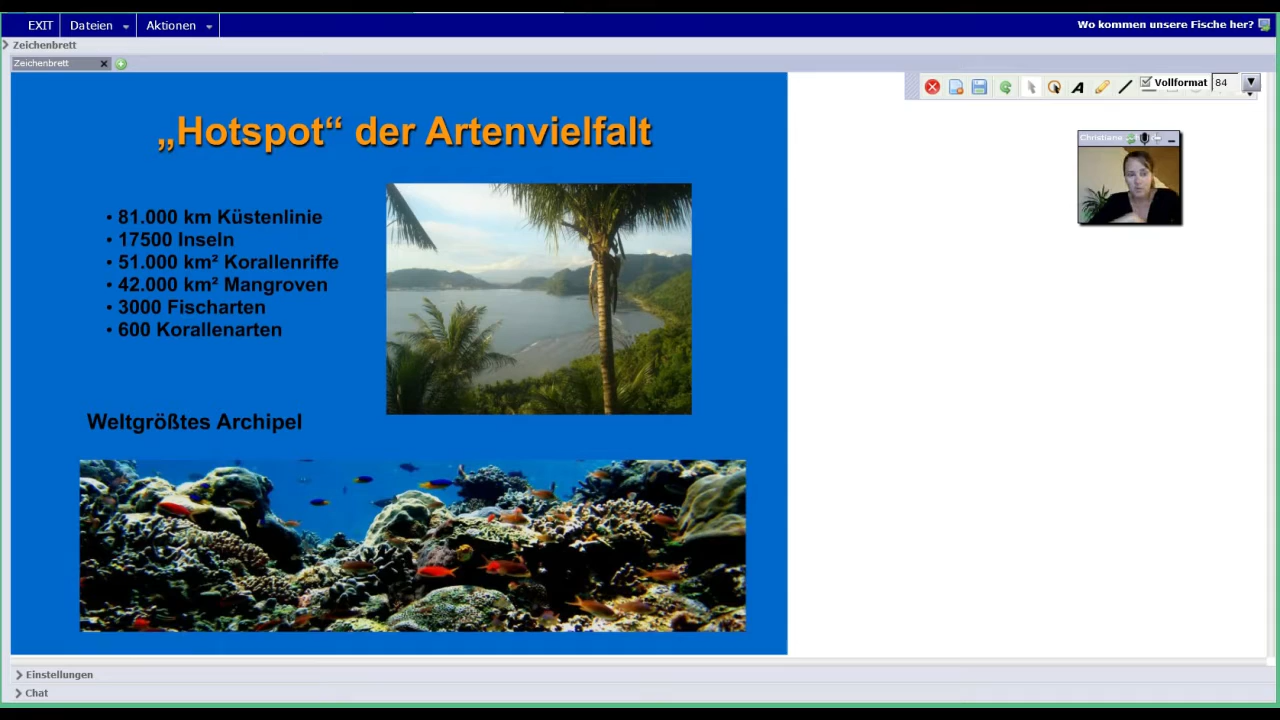 EXIT Dateien Aktionen Wo kommen unsere Fische her?
Zeichenbrett
Zeichenbrett
Vollformat 84
Christiane
„Hotspot“ der Artenvielfalt
• 81.000 km Küstenlinie
• 17500 Inseln
• 51.000 km² Korallenriffe
• 42.000 km² Mangroven
• 3000 Fischarten
• 600 Korallenarten
Weltgrößtes Archipel
Einstellungen
Chat